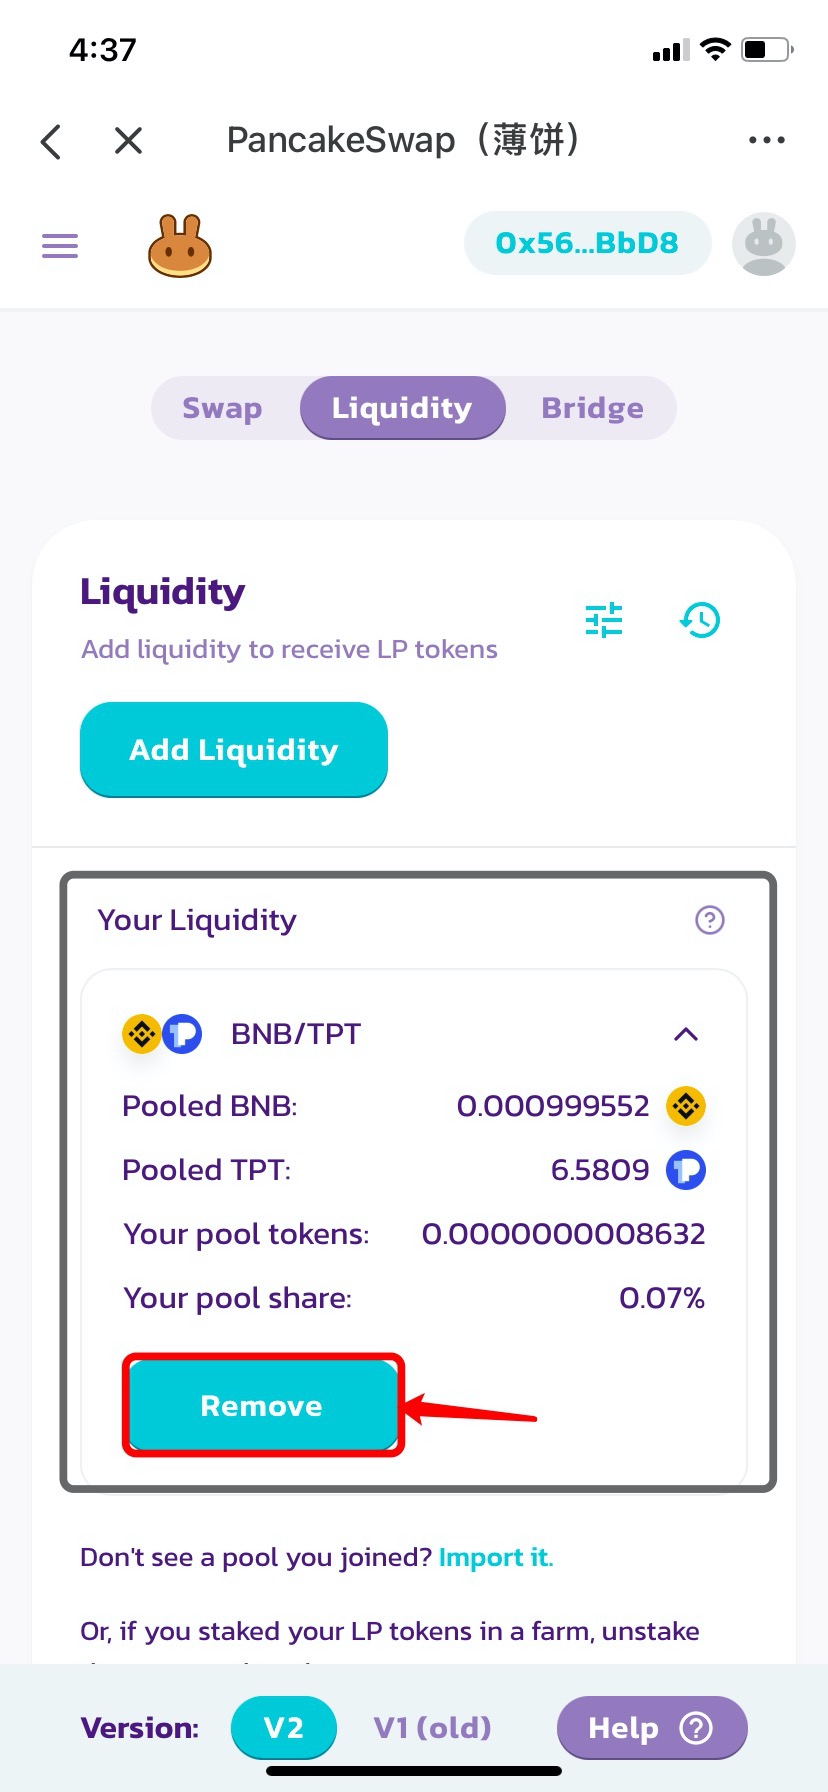 4:37
PancakeSwap（薄饼）
0x56...BbD8
Swap Liquidity Bridge
Liquidity
Add liquidity to receive LP tokens
Add Liquidity
Your Liquidity
BNB/TPT
Pooled BNB: 0.000999552
Pooled TPT: 6.5809
Your pool tokens: 0.0000000008632
Your pool share: 0.07%
Remove
Don't see a pool you joined? Import it.
Or, if you staked your LP tokens in a farm, unstake
Version: V2 V1 (old) Help